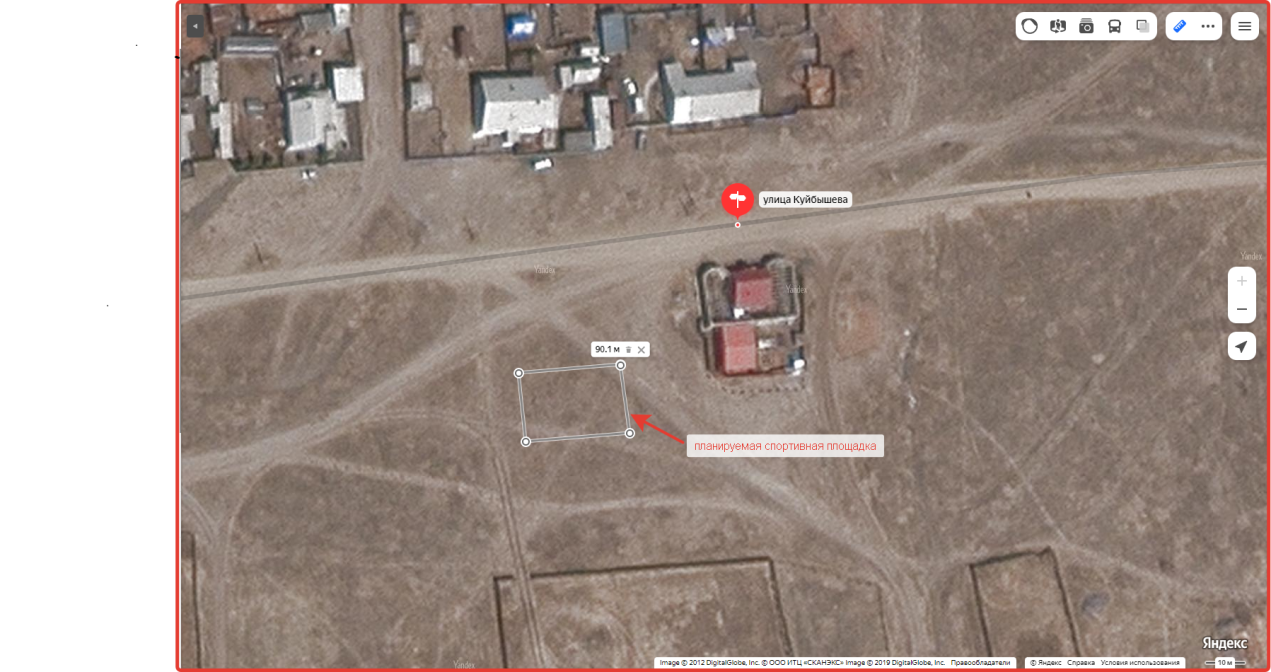 улица Куйбышева
Yandex
Yandex
Yandex
90.1 м
планируемая спортивная площадка
Яндекс
Yandex
Image © 2012 DigitalGlobe, Inc. © ООО ИТЦ «СКАНЭКС» Image © 2019 DigitalGlobe, Inc. Правообладатели
© Яндекс Справка Условия использования
10 м